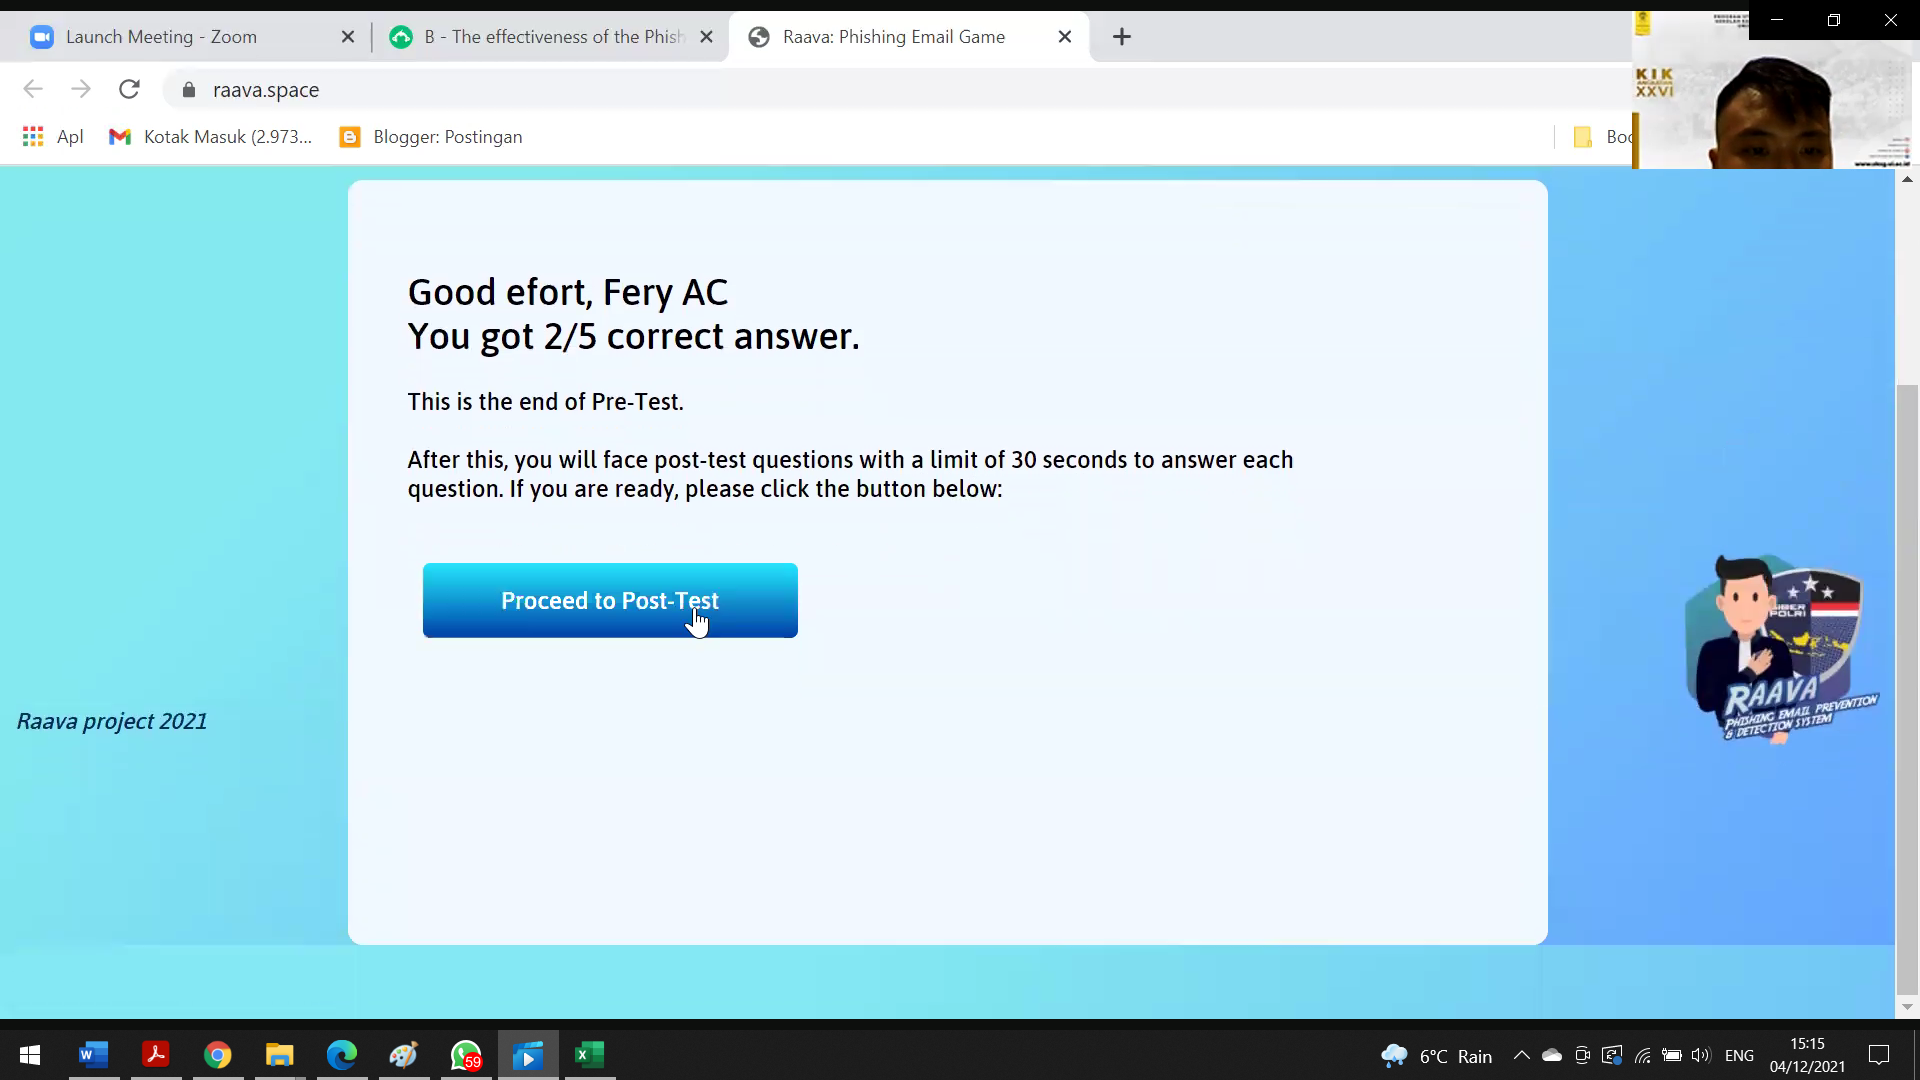 Launch Meeting - Zoom
B - The effectiveness of the Phish
Raava: Phishing Email Game
raava.space
Apl
Kotak Masuk (2.973...
Blogger: Postingan
KIK
XXVI
Good efort, Fery AC
You got 2/5 correct answer.
This is the end of Pre-Test.
After this, you will face post-test questions with a limit of 30 seconds to answer each
question. If you are ready, please click the button below:
Proceed to Post-Test
Raava project 2021
SIBER
POLRI
RAAVA
PHISHING EMAIL PREVENTION
& DETECTION SYSTEM
59
6°C Rain
ENG
15:15
04/12/2021